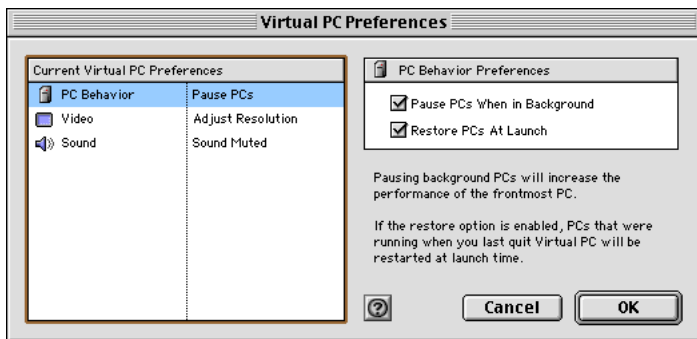 Virtual PC Preferences
Current Virtual PC Preferences
PC Behavior Pause PCs
Video Adjust Resolution
Sound Sound Muted
PC Behavior Preferences
Pause PCs When in Background
Restore PCs At Launch
Pausing background PCs will increase the
performance of the frontmost PC.
If the restore option is enabled, PCs that were
running when you last quit Virtual PC will be
restarted at launch time.
?
Cancel
OK